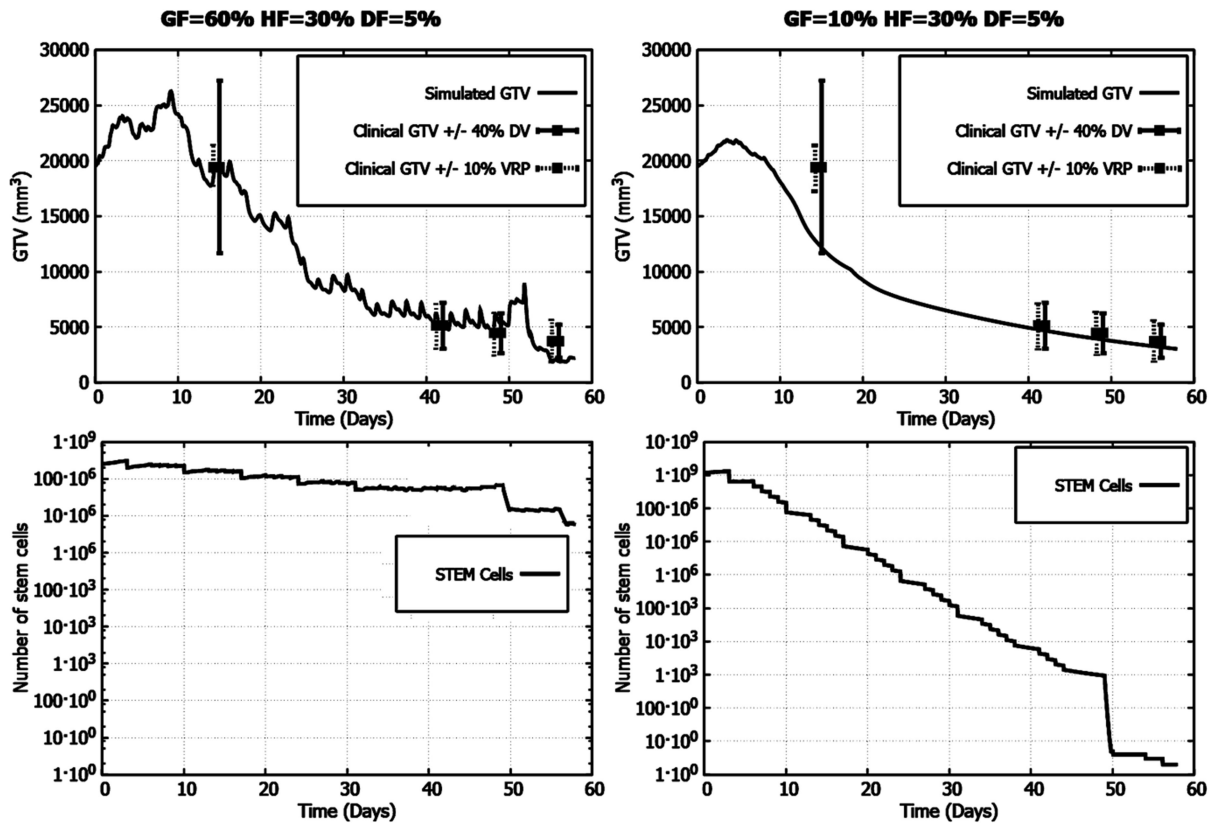 GF=60% HF=30% DF=5%
30000
25000
20000
15000
10000
5000
0
GTV (mm³)
Simulated GTV
Clinical GTV +/- 40% DV
Clinical GTV +/- 10% VRP
0 10 20 30 40 50 60
Time (Days)
GF=10% HF=30% DF=5%
30000
25000
20000
15000
10000
5000
0
GTV (mm³)
Simulated GTV
Clinical GTV +/- 40% DV
Clinical GTV +/- 10% VRP
0 10 20 30 40 50 60
Time (Days)
1·10⁹
100·10⁶
10·10⁶
1·10⁶
100·10³
10·10³
1·10³
100·10⁰
10·10⁰
1·10⁰
Number of stem cells
STEM Cells
0 10 20 30 40 50 60
Time (Days)
10·10⁹
1·10⁹
100·10⁶
10·10⁶
1·10⁶
100·10³
10·10³
1·10³
100·10⁰
10·10⁰
1·10⁰
Number of stem cells
STEM Cells
0 10 20 30 40 50 60
Time (Days)